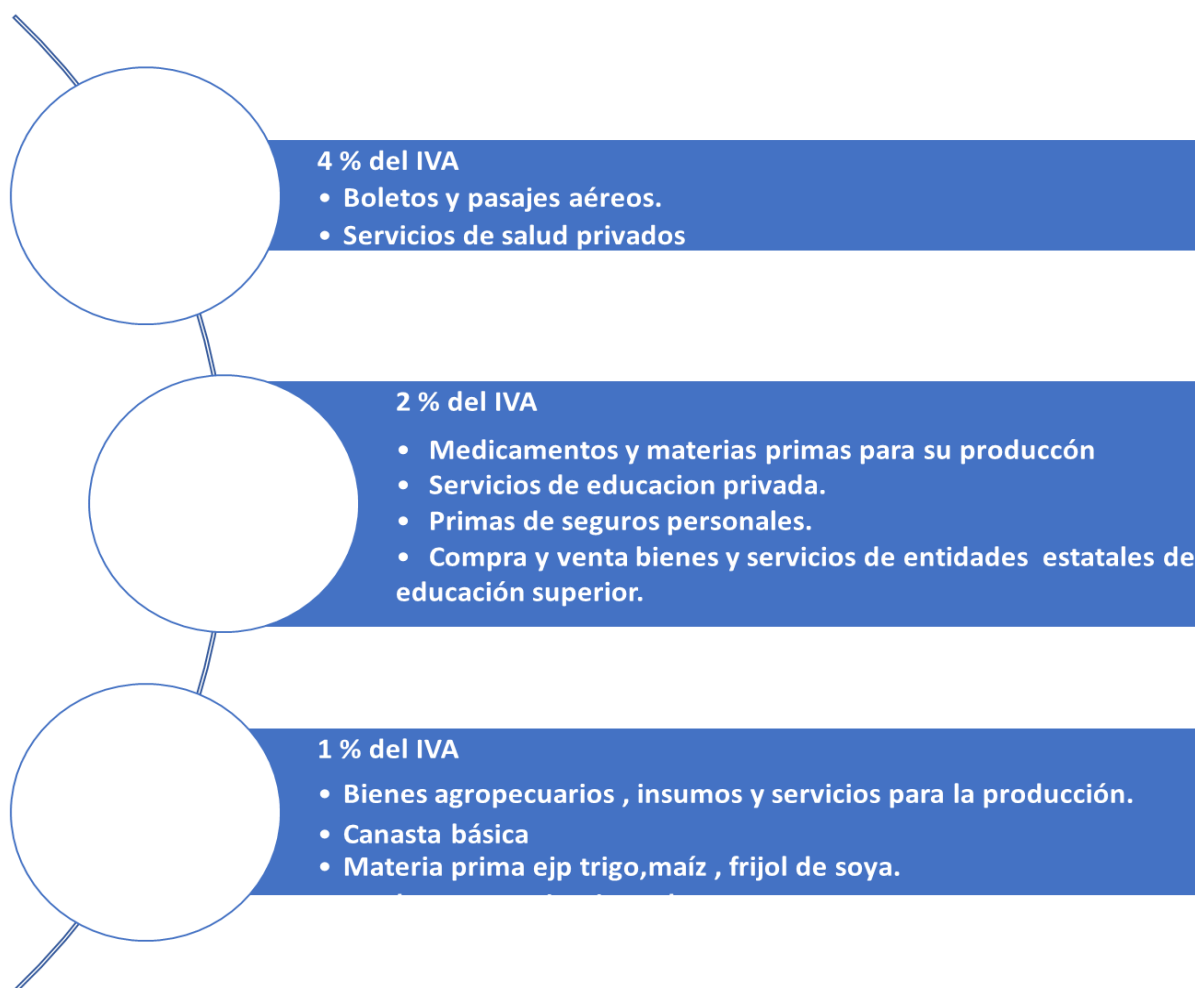 4 % del IVA
• Boletos y pasajes aéreos.
• Servicios de salud privados
2 % del IVA
• Medicamentos y materias primas para su produccón
• Servicios de educacion privada.
• Primas de seguros personales.
• Compra y venta bienes y servicios de entidades estatales de
educación superior.
1 % del IVA
• Bienes agropecuarios , insumos y servicios para la producción.
• Canasta básica
• Materia prima ejp trigo,maíz , frijol de soya.